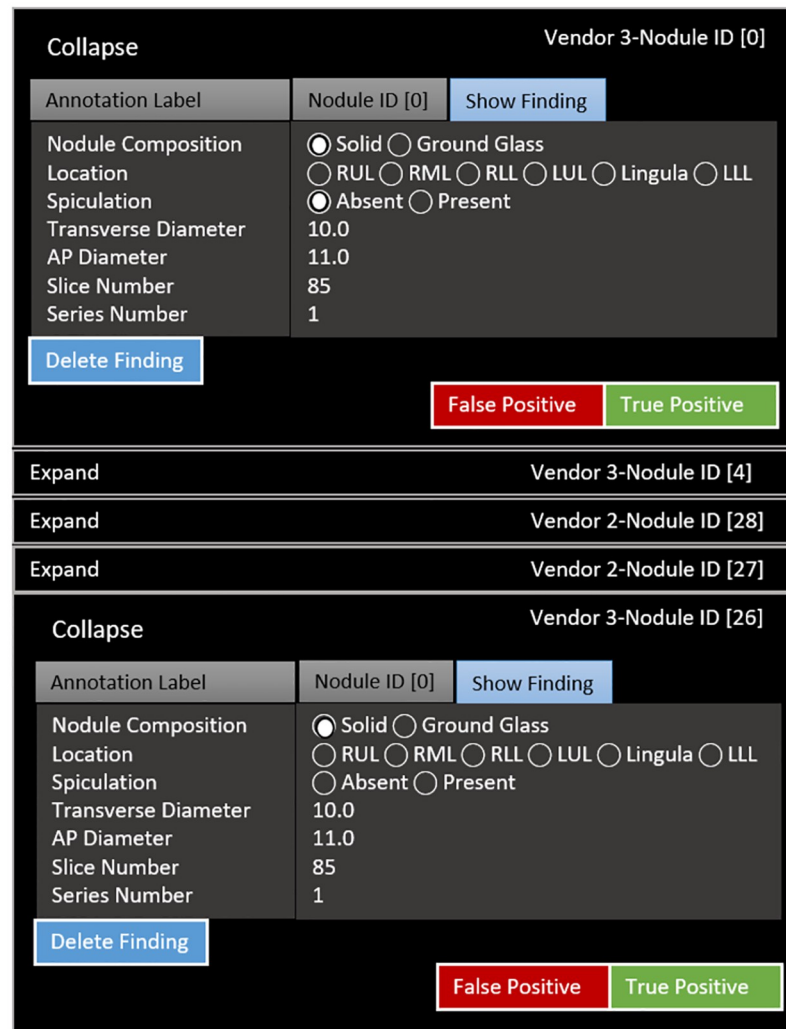 Collapse Vendor 3-Nodule ID [0]
Annotation Label Nodule ID [0] Show Finding
Nodule Composition Solid Ground Glass
Location RUL RML RLL LUL Lingula LLL
Spiculation Absent Present
Transverse Diameter 10.0
AP Diameter 11.0
Slice Number 85
Series Number 1
Delete Finding
False Positive True Positive
Expand Vendor 3-Nodule ID [4]
Expand Vendor 2-Nodule ID [28]
Expand Vendor 2-Nodule ID [27]
Collapse Vendor 3-Nodule ID [26]
Annotation Label Nodule ID [0] Show Finding
Nodule Composition Solid Ground Glass
Location RUL RML RLL LUL Lingula LLL
Spiculation Absent Present
Transverse Diameter 10.0
AP Diameter 11.0
Slice Number 85
Series Number 1
Delete Finding
False Positive True Positive